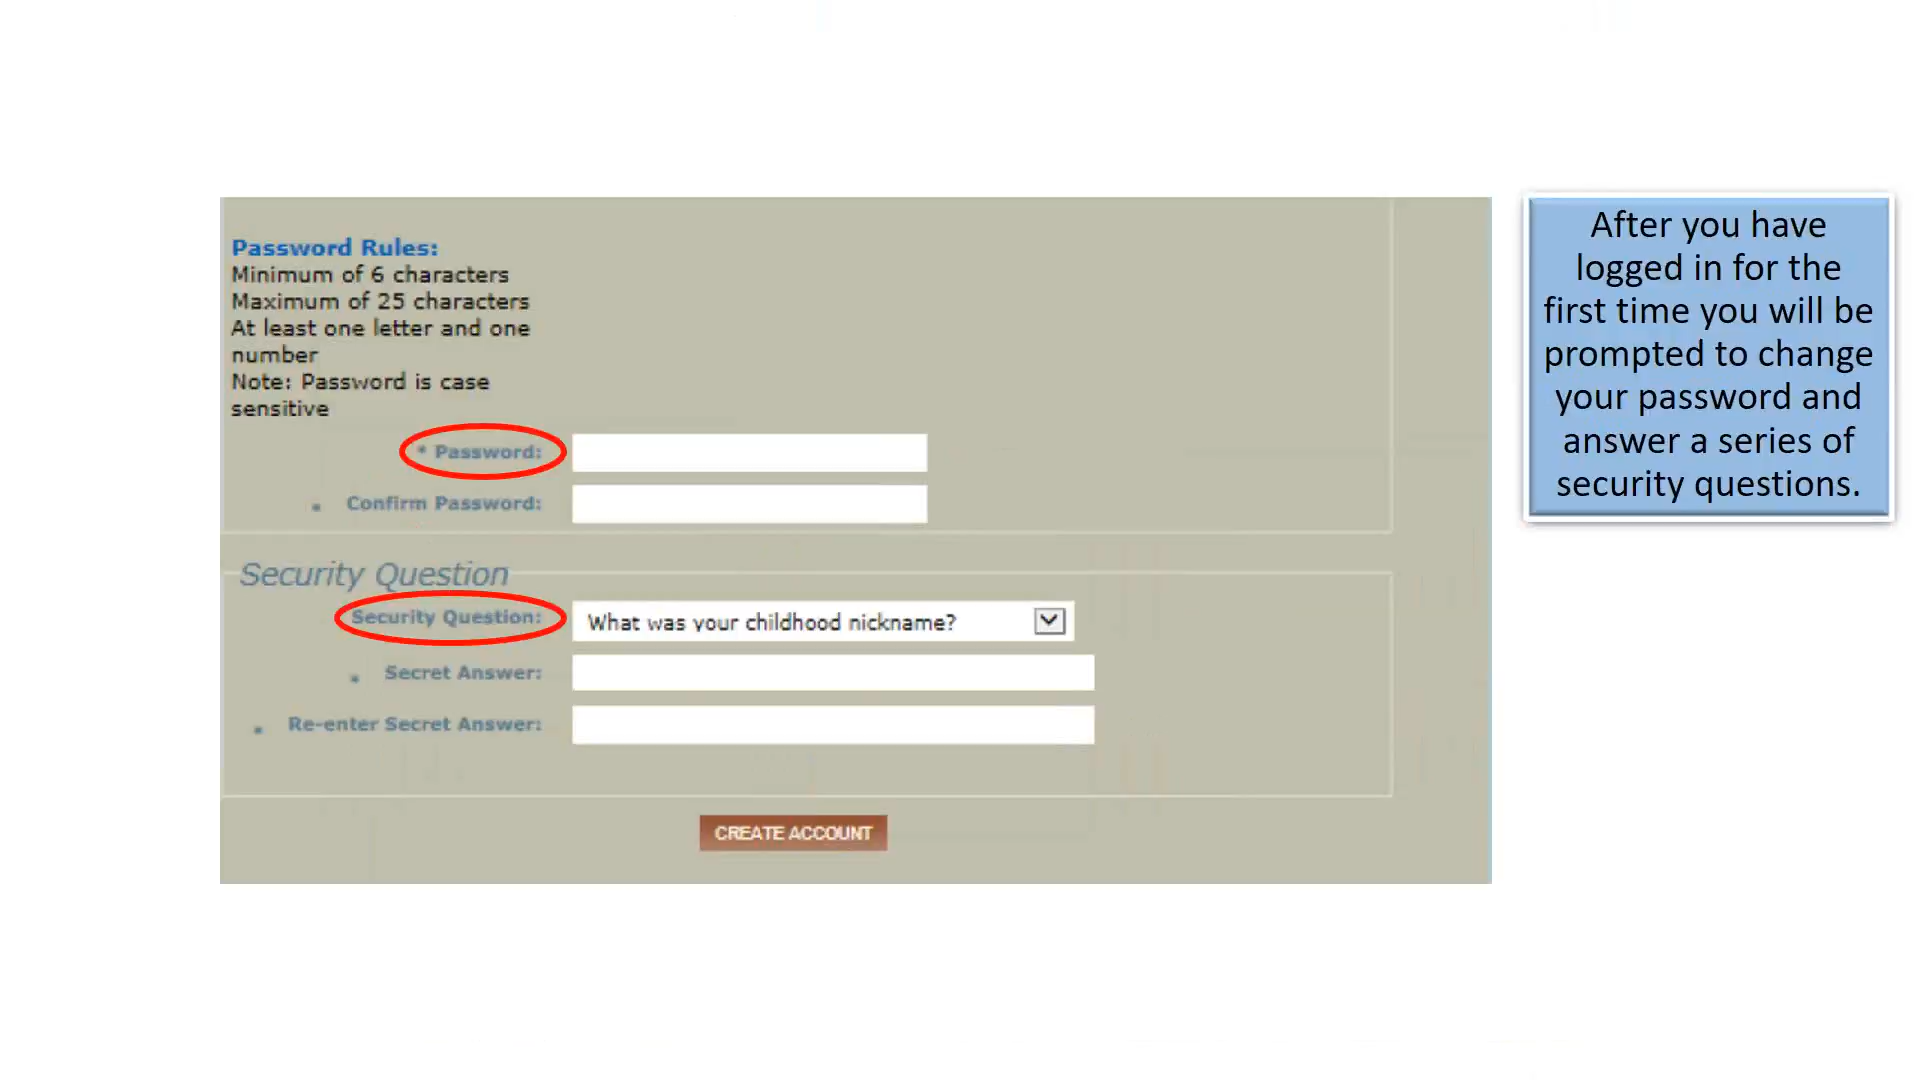 Password Rules:
Minimum of 6 characters
Maximum of 25 characters
At least one letter and one
number
Note: Password is case
sensitive
* Password:
Confirm Password:
Security Question
Security Question:
What was your childhood nickname?
Secret Answer:
Re-enter Secret Answer:
CREATE ACCOUNT
After you have
logged in for the
first time you will be
prompted to change
your password and
answer a series of
security questions.